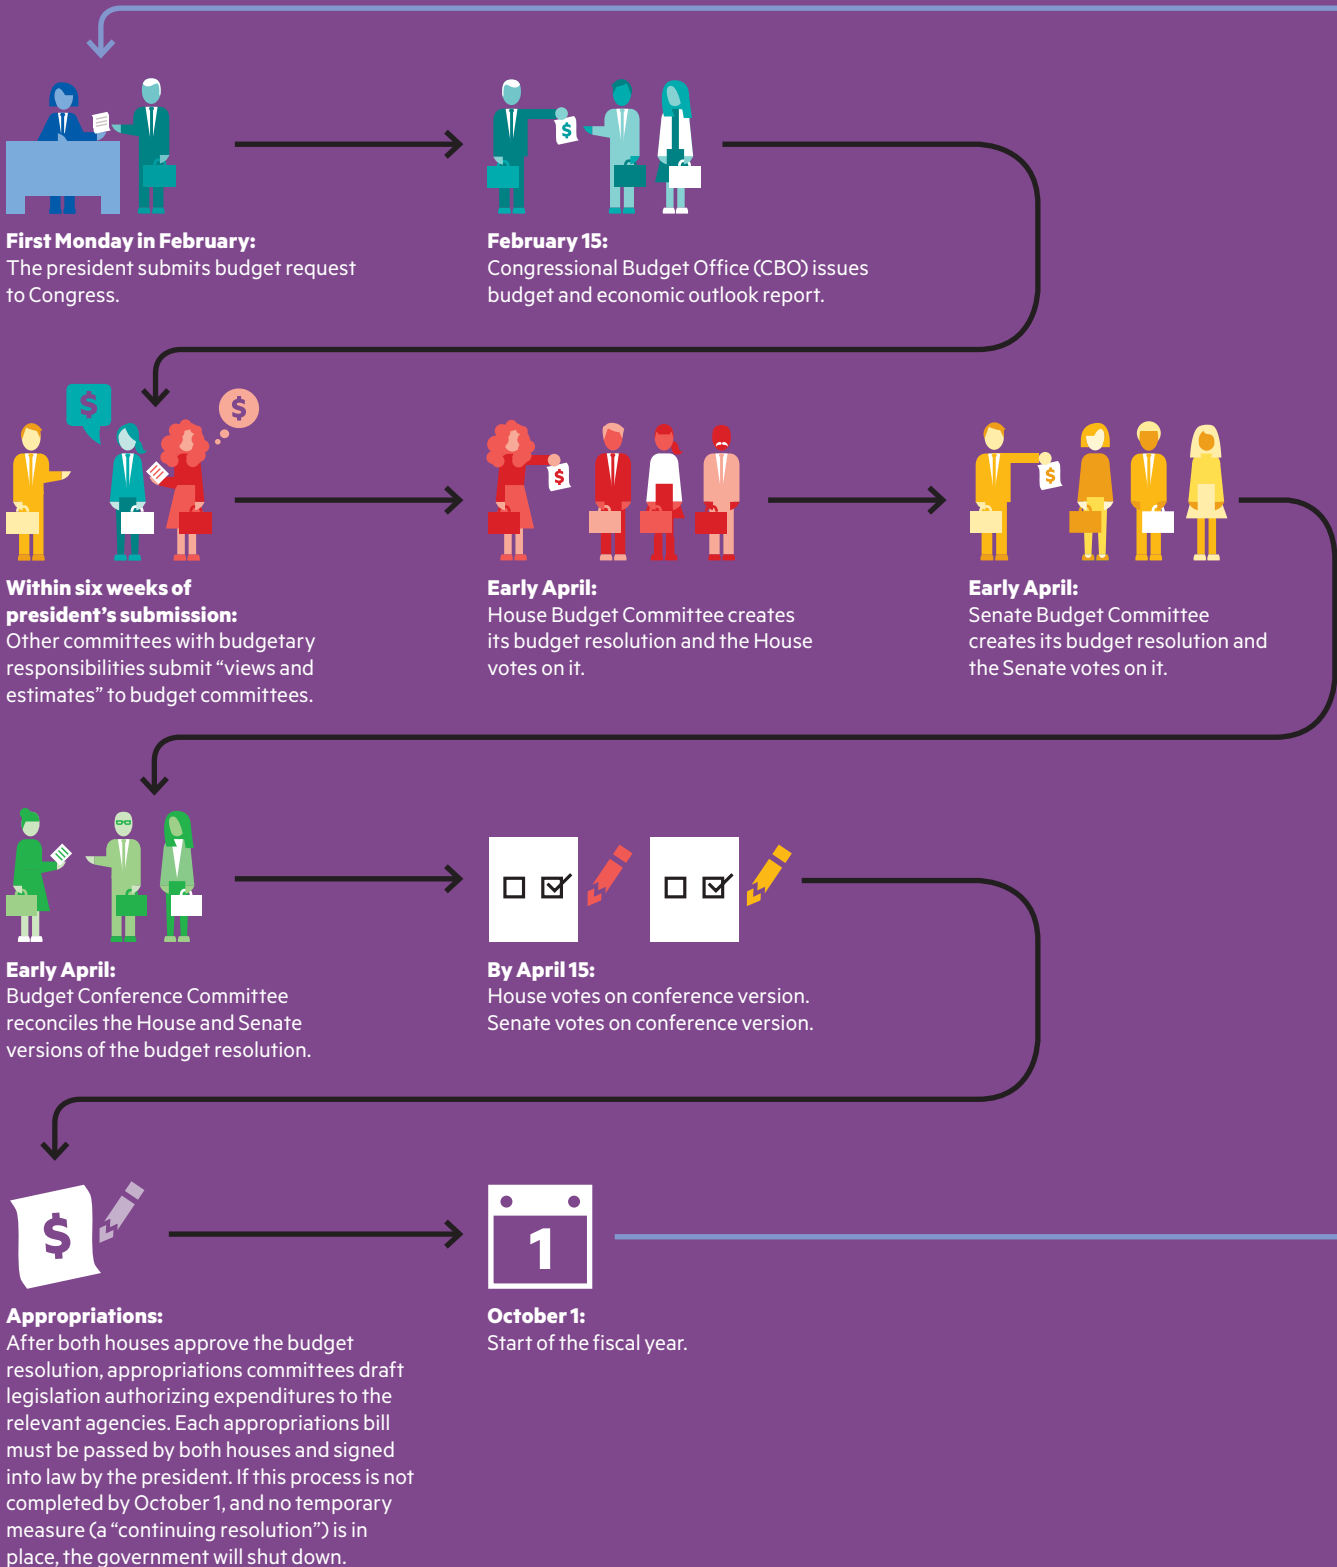 $
First Monday in February:
The president submits budget request
to Congress.
February 15:
Congressional Budget Office (CBO) issues
budget and economic outlook report.
$
$
$
$
Within six weeks of
president’s submission:
Other committees with budgetary
responsibilities submit “views and
estimates” to budget committees.
Early April:
House Budget Committee creates
its budget resolution and the House
votes on it.
Early April:
Senate Budget Committee
creates its budget resolution and
the Senate votes on it.
Early April:
Budget Conference Committee
reconciles the House and Senate
versions of the budget resolution.
By April 15:
House votes on conference version.
Senate votes on conference version.
$
1
Appropriations:
After both houses approve the budget
resolution, appropriations committees draft
legislation authorizing expenditures to the
relevant agencies. Each appropriations bill
must be passed by both houses and signed
into law by the president. If this process is not
completed by October 1, and no temporary
measure (a “continuing resolution”) is in
place, the government will shut down.
October 1:
Start of the fiscal year.